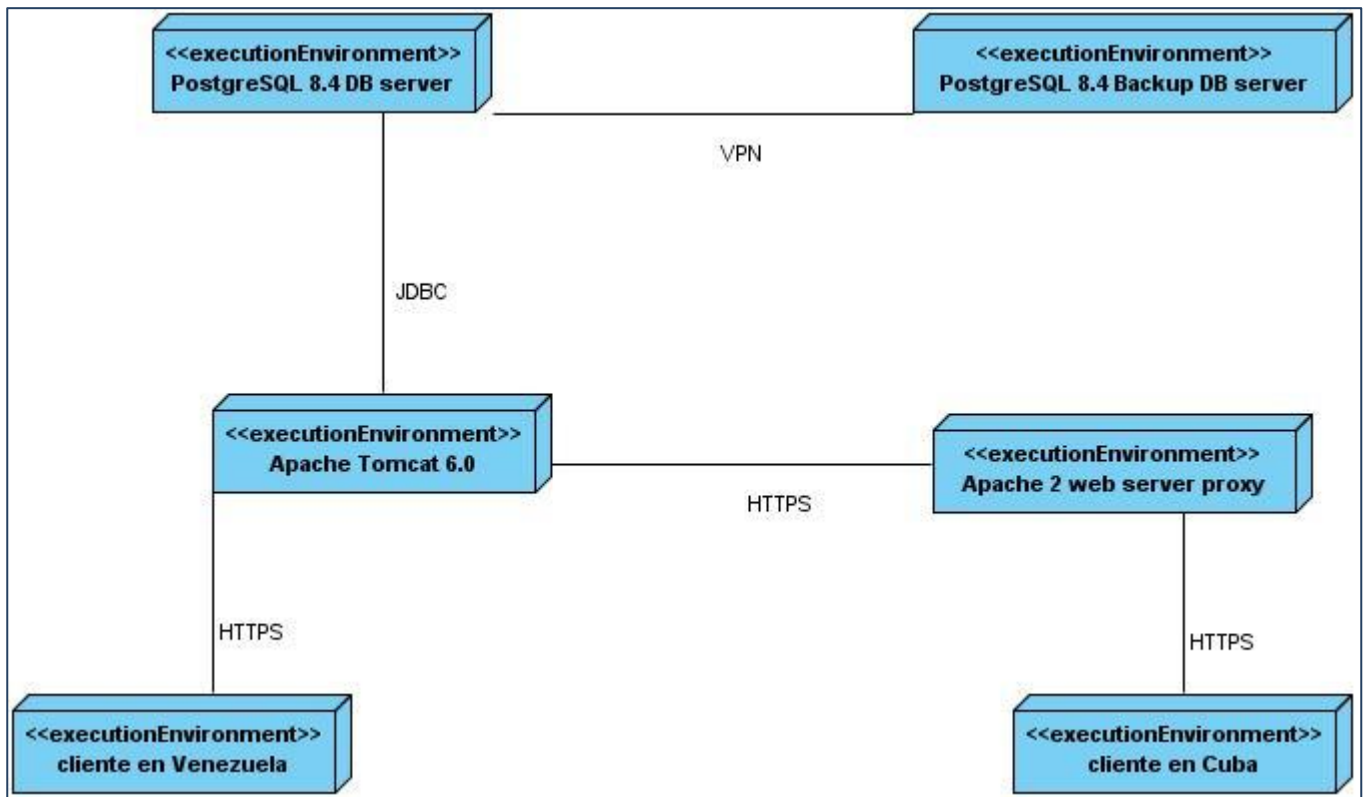 <<executionEnvironment>>
PostgreSQL 8.4 DB server
<<executionEnvironment>>
PostgreSQL 8.4 Backup DB server
VPN
JDBC
<<executionEnvironment>>
Apache Tomcat 6.0
<<executionEnvironment>>
Apache 2 web server proxy
HTTPS
HTTPS
HTTPS
<<executionEnvironment>>
cliente en Venezuela
<<executionEnvironment>>
cliente en Cuba